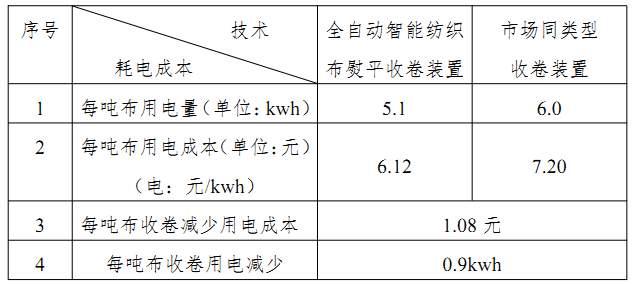 序号
技术
耗电成本
全自动智能纺织
布熨平收卷装置
市场同类型
收卷装置
1
每吨布用电量(单位:kwh)
5.1
6.0
2
每吨布用电成本(单位:元)
(电:元/kwh)
6.12
7.20
3
每吨布收卷减少用电成本
1.08 元
4
每吨布收卷用电减少
0.9kwh